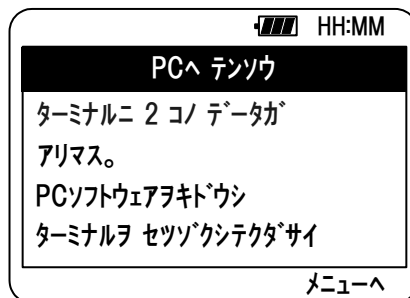 HH:MM
PCヘ テンソウ
ターミナルニ 2 コノ データガ
アリマス。
PCソフトウェアヲキドウシ
ターミナルヲ セツゾクシテクダサイ
メニューヘ